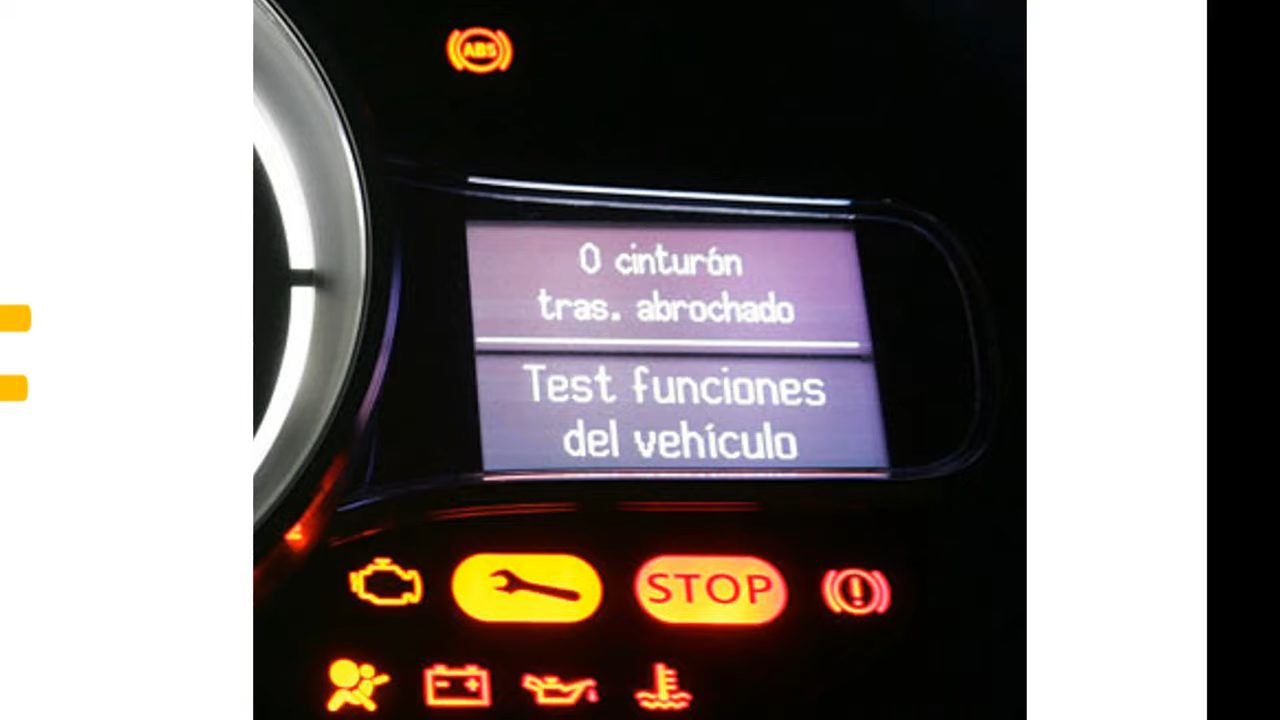 ABS
0 cinturón
tras. abrochado
Test funciones
del vehículo
STOP